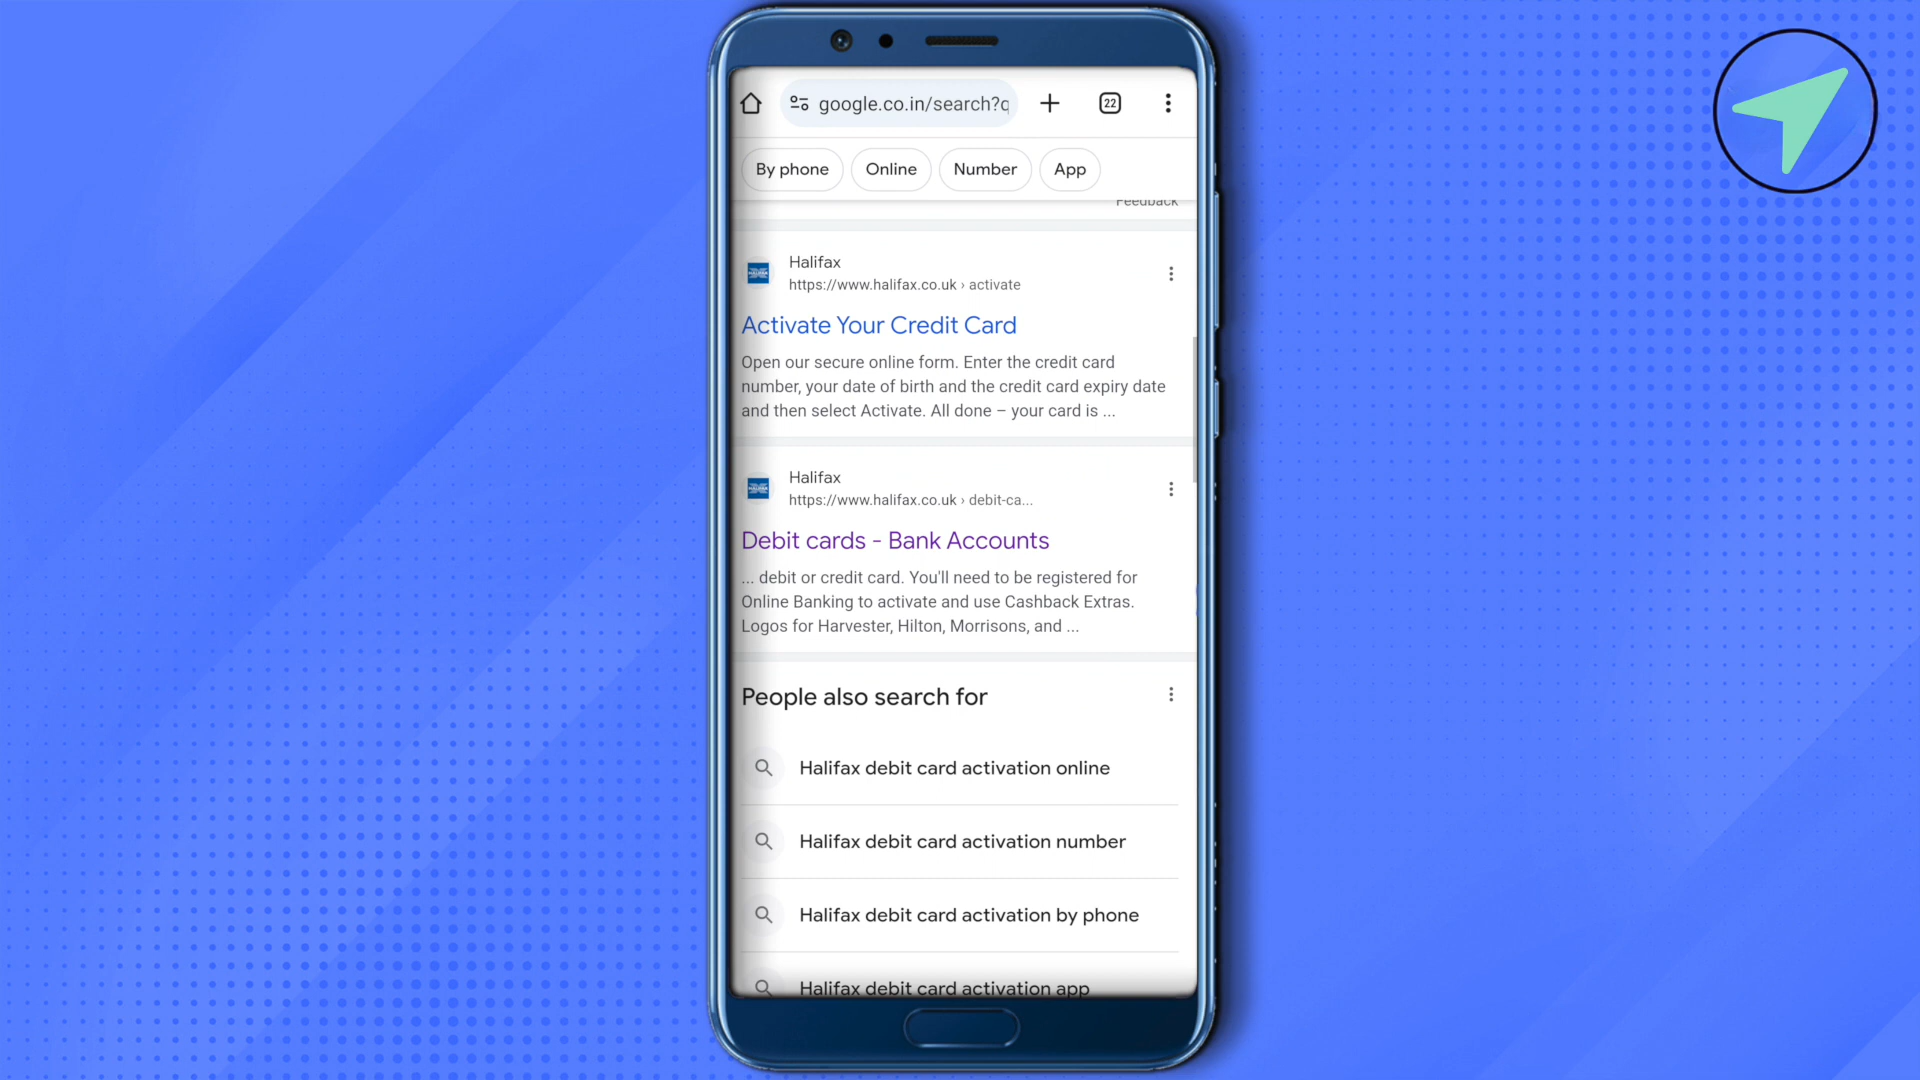 google.co.in/search?q
22
By phone
Online
Number
App
Feedback
Halifax
https://www.halifax.co.uk › activate
Activate Your Credit Card
Open our secure online form. Enter the credit card
number, your date of birth and the credit card expiry date
and then select Activate. All done – your card is ...
Halifax
https://www.halifax.co.uk › debit-ca...
Debit cards - Bank Accounts
... debit or credit card. You'll need to be registered for
Online Banking to activate and use Cashback Extras.
Logos for Harvester, Hilton, Morrisons, and ...
People also search for
Halifax debit card activation online
Halifax debit card activation number
Halifax debit card activation by phone
Halifax debit card activation app